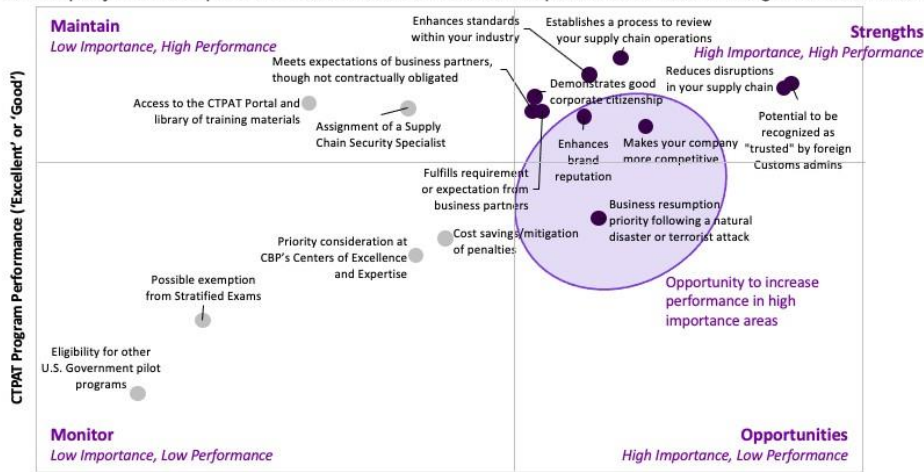 Maintain
Low Importance, High Performance
Enhances standards
within your industry
Establishes a process to review
your supply chain operations
Strengths
High Importance, High Performance
Meets expectations of business partners,
though not contractually obligated
Reduces disruptions
in your supply chain
Demonstrates good
corporate citizenship
Access to the CTPAT Portal and
library of training materials
Assignment of a Supply
Chain Security Specialist
Potential to be
recognized as
"trusted" by foreign
Customs admins
Enhances
brand
reputation
Makes your company
more competitive
Fulfills requirement
or expectation from
business partners
Business resumption
priority following a natural
disaster or terrorist attack
Cost savings/mitigation
of penalties
Priority consideration at
CBP's Centers of Excellence
and Expertise
Possible exemption
from Stratified Exams
Opportunity to increase
performance in high
importance areas
Eligibility for other
U.S. Government pilot
programs
CTPAT Program Performance ('Excellent' or 'Good')
Monitor
Low Importance, Low Performance
Opportunities
High Importance, Low Performance